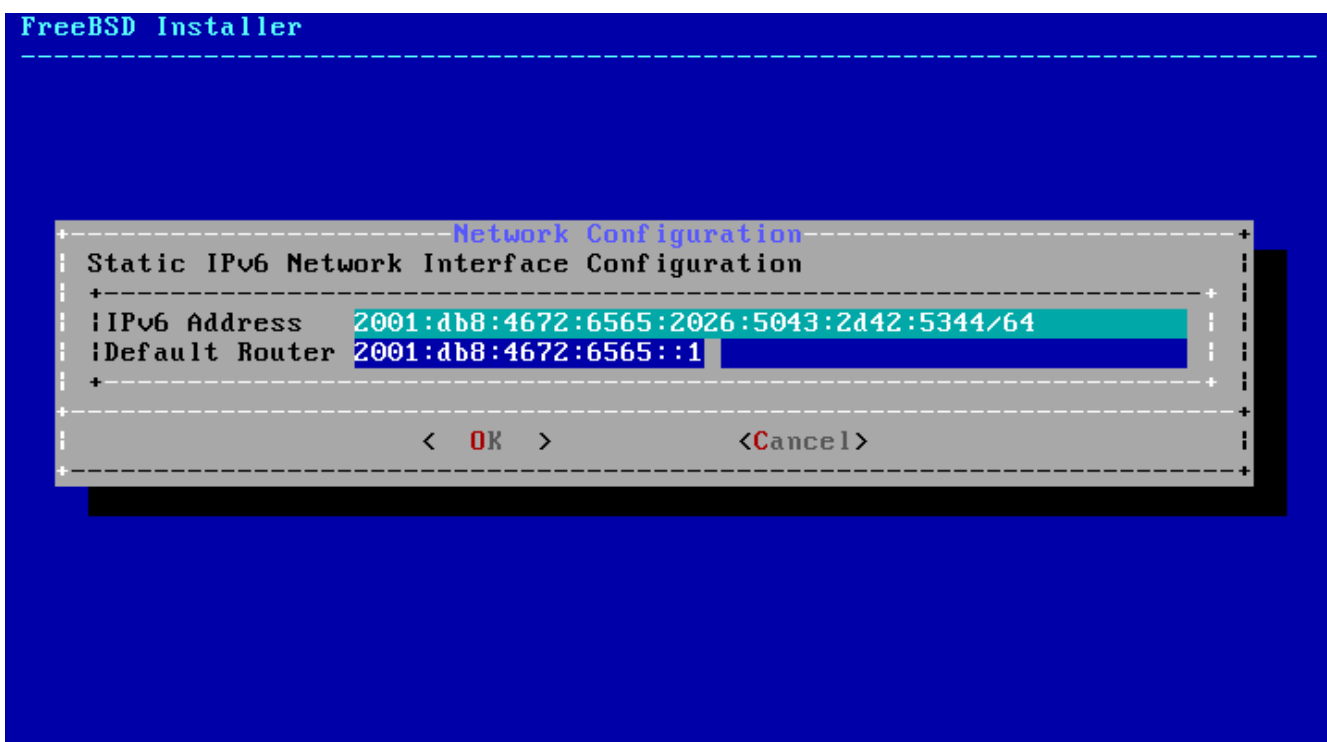 FreeBSD Installer
Network Configuration
Static IPv6 Network Interface Configuration
IPv6 Address 2001:db8:4672:6565:2026:5043:2d42:5344/64
Default Router 2001:db8:4672:6565::1
< OK > <Cancel>